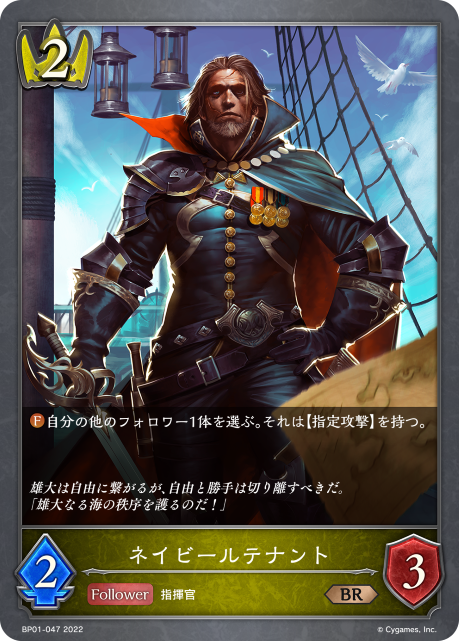 2
F 自分の他のフォロワー1体を選ぶ。それは【指定攻撃】を持つ。
雄大は自由に繋がるが、自由と勝手は切り離すべきだ。
「雄大なる海の秩序を護るのだ！」
ネイビールテナント
2
Follower 指揮官
BR
3
BP01-047 2022
© Cygames, Inc.